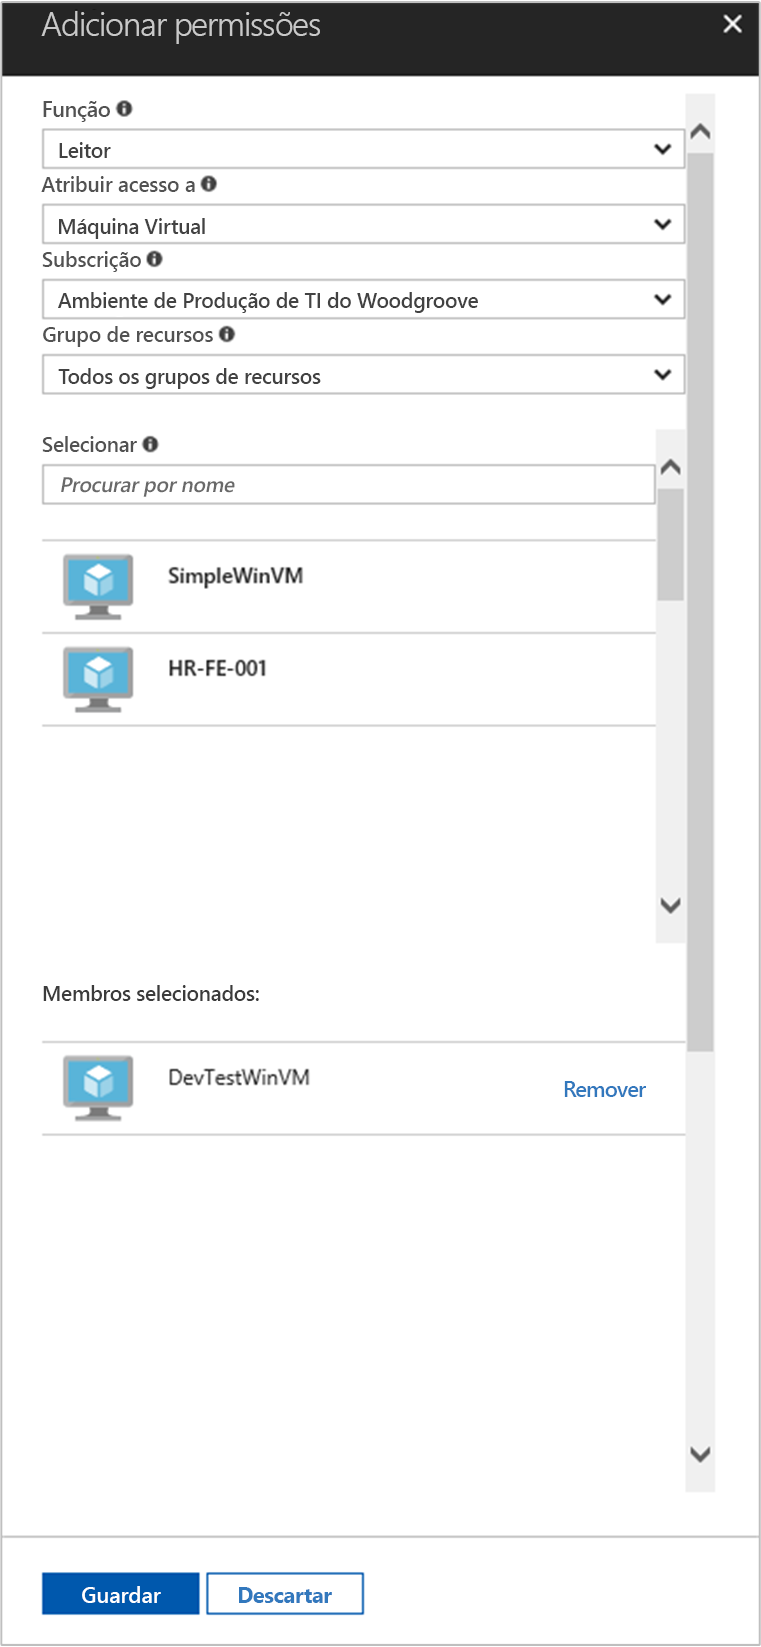 Adicionar permissões
Função
Leitor
Atribuir acesso a
Máquina Virtual
Subscrição
Ambiente de Produção de TI do Woodgroove
Grupo de recursos
Todos os grupos de recursos
Selecionar
Procurar por nome
SimpleWinVM
HR-FE-001
Membros selecionados:
DevTestWinVM
Remover
Guardar
Descartar